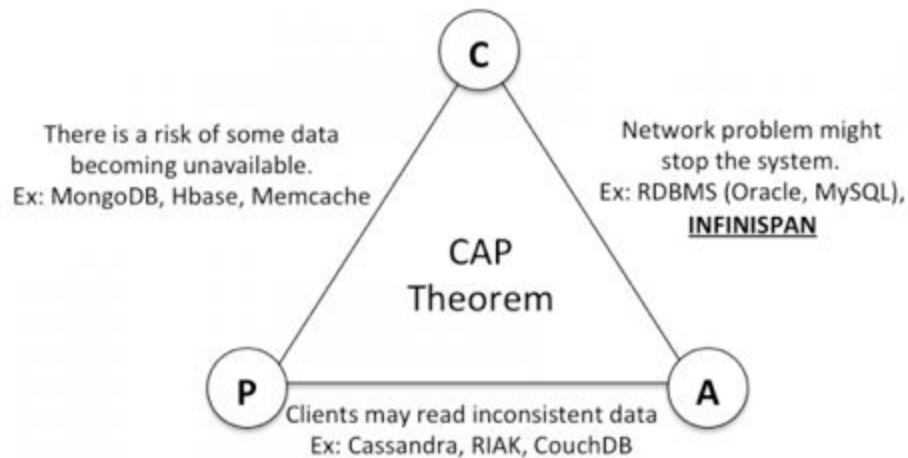 C
There is a risk of some data
becoming unavailable.
Ex: MongoDB, Hbase, Memcache
Network problem might
stop the system.
Ex: RDBMS (Oracle, MySQL),
INFINISPAN
CAP
Theorem
P
A
Clients may read inconsistent data
Ex: Cassandra, RIAK, CouchDB